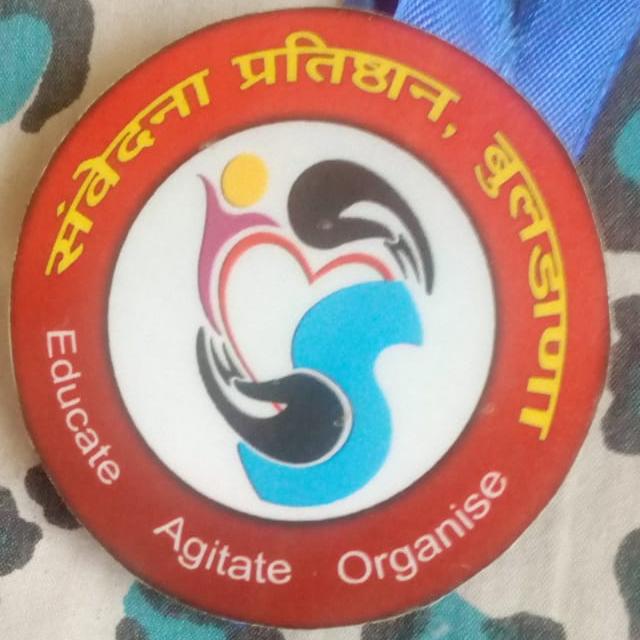 संवेदना प्रतिष्ठान, बुलडाणा
Educate Agitate Organise